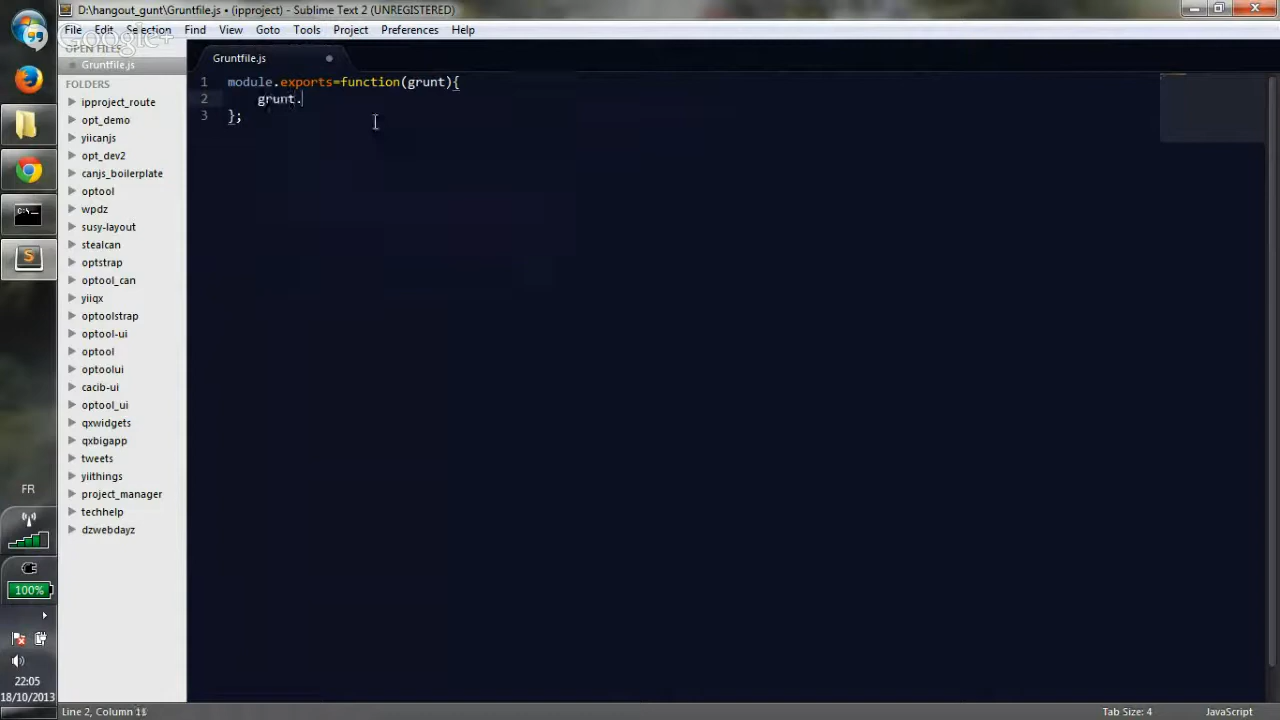 D:\hangout_gunt\Gruntfile.js • (ipproject) - Sublime Text 2 (UNREGISTERED)
File Edit Selection Find View Goto Tools Project Preferences Help
Google+
OPEN FILES
Gruntfile.js
FOLDERS
ipproject_route
opt_demo
yiicanjs
opt_dev2
canjs_boilerplate
optool
wpdz
susy-layout
stealcan
optstrap
optool_can
yiiqx
optoolstrap
optool-ui
optool
optoolui
cacib-ui
optool_ui
qxwidgets
qxbigapp
tweets
yiithings
project_manager
techhelp
dzwebdayz
Gruntfile.js
1 module.exports=function(grunt){
2 grunt.
3 };
C:\_
S
FR
100%
22:05
18/10/2013
Line 2, Column 11
Tab Size: 4
JavaScript